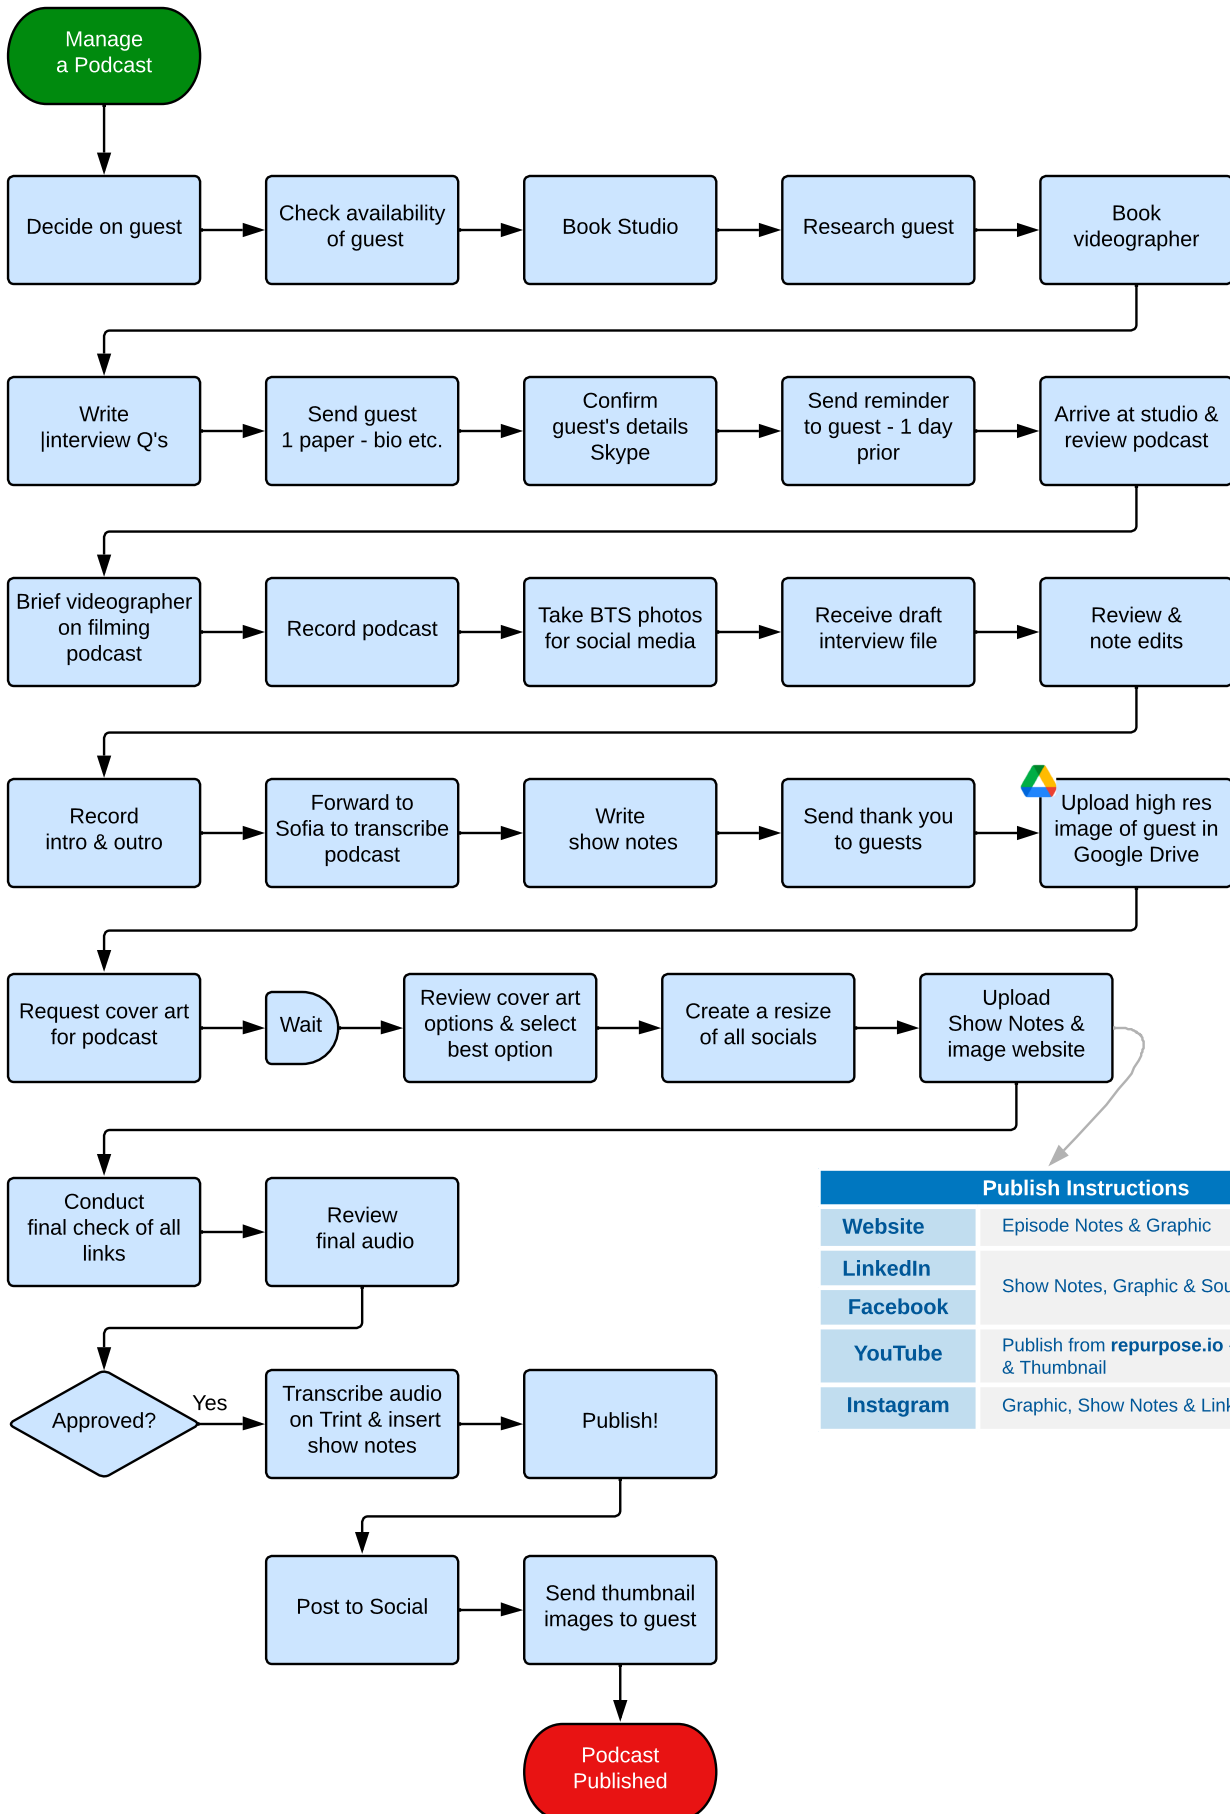 Manage
a Podcast
Decide on guest
Check availability
of guest
Book Studio
Research guest
Book
videographer
Write
|interview Q's
Send guest
1 paper - bio etc.
Confirm
guest's details
Skype
Send reminder
to guest - 1 day
prior
Arrive at studio &
review podcast
Brief videographer
on filming
podcast
Record podcast
Take BTS photos
for social media
Receive draft
interview file
Review &
note edits
Record
intro & outro
Forward to
Sofia to transcribe
podcast
Write
show notes
Send thank you
to guests
Upload high res
image of guest in
Google Drive
Request cover art
for podcast
Wait
Review cover art
options & select
best option
Create a resize
of all socials
Upload
Show Notes &
image website
Conduct
final check of all
links
Review
final audio
Publish Instructions
Website
Episode Notes & Graphic
LinkedIn
Facebook
Show Notes, Graphic &
YouTube
Publish from repurpose.io
& Thumbnail
Instagram
Graphic, Show Notes &
Approved?
Yes
Transcribe audio
on Trint & insert
show notes
Publish!
Post to Social
Send thumbnail
images to guest
Podcast
Published